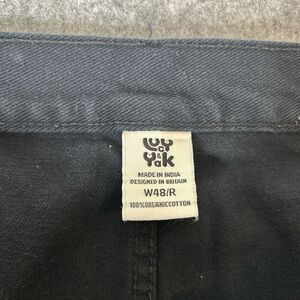 Lucy
&
Yak
MADE IN INDIA
DESIGNED IN BRITAIN
W48/R
100%ORGANICCOTTON